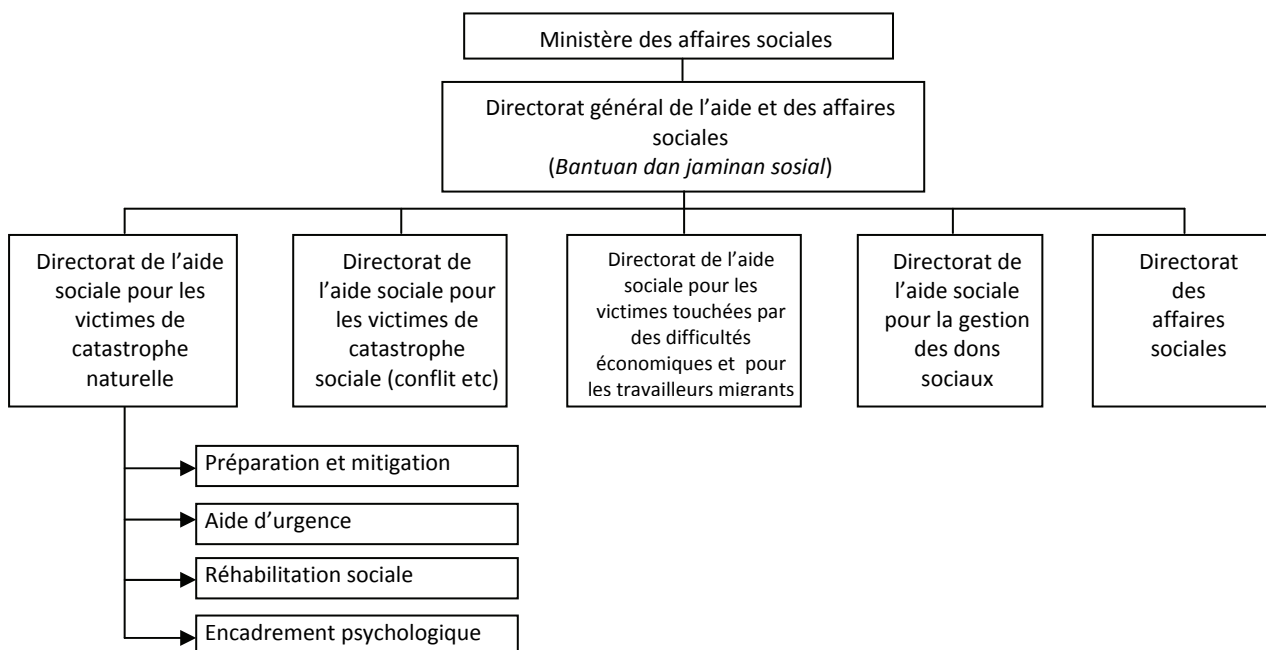 Ministère des affaires sociales
Directorat général de l’aide et des affaires
sociales
(Bantuan dan jaminan sosial)
Directorat de l’aide
sociale pour les
victimes de
catastrophe
naturelle
Directorat de
l’aide sociale pour
les victimes de
catastrophe
sociale (conflit etc)
Directorat de l’aide
sociale pour les
victimes touchées par
des difficultés
économiques et pour
les travailleurs migrants
Directorat de
l’aide sociale
pour la gestion
des dons
sociaux
Directorat
des
affaires
sociales
Préparation et mitigation
Aide d’urgence
Réhabilitation sociale
Encadrement psychologique